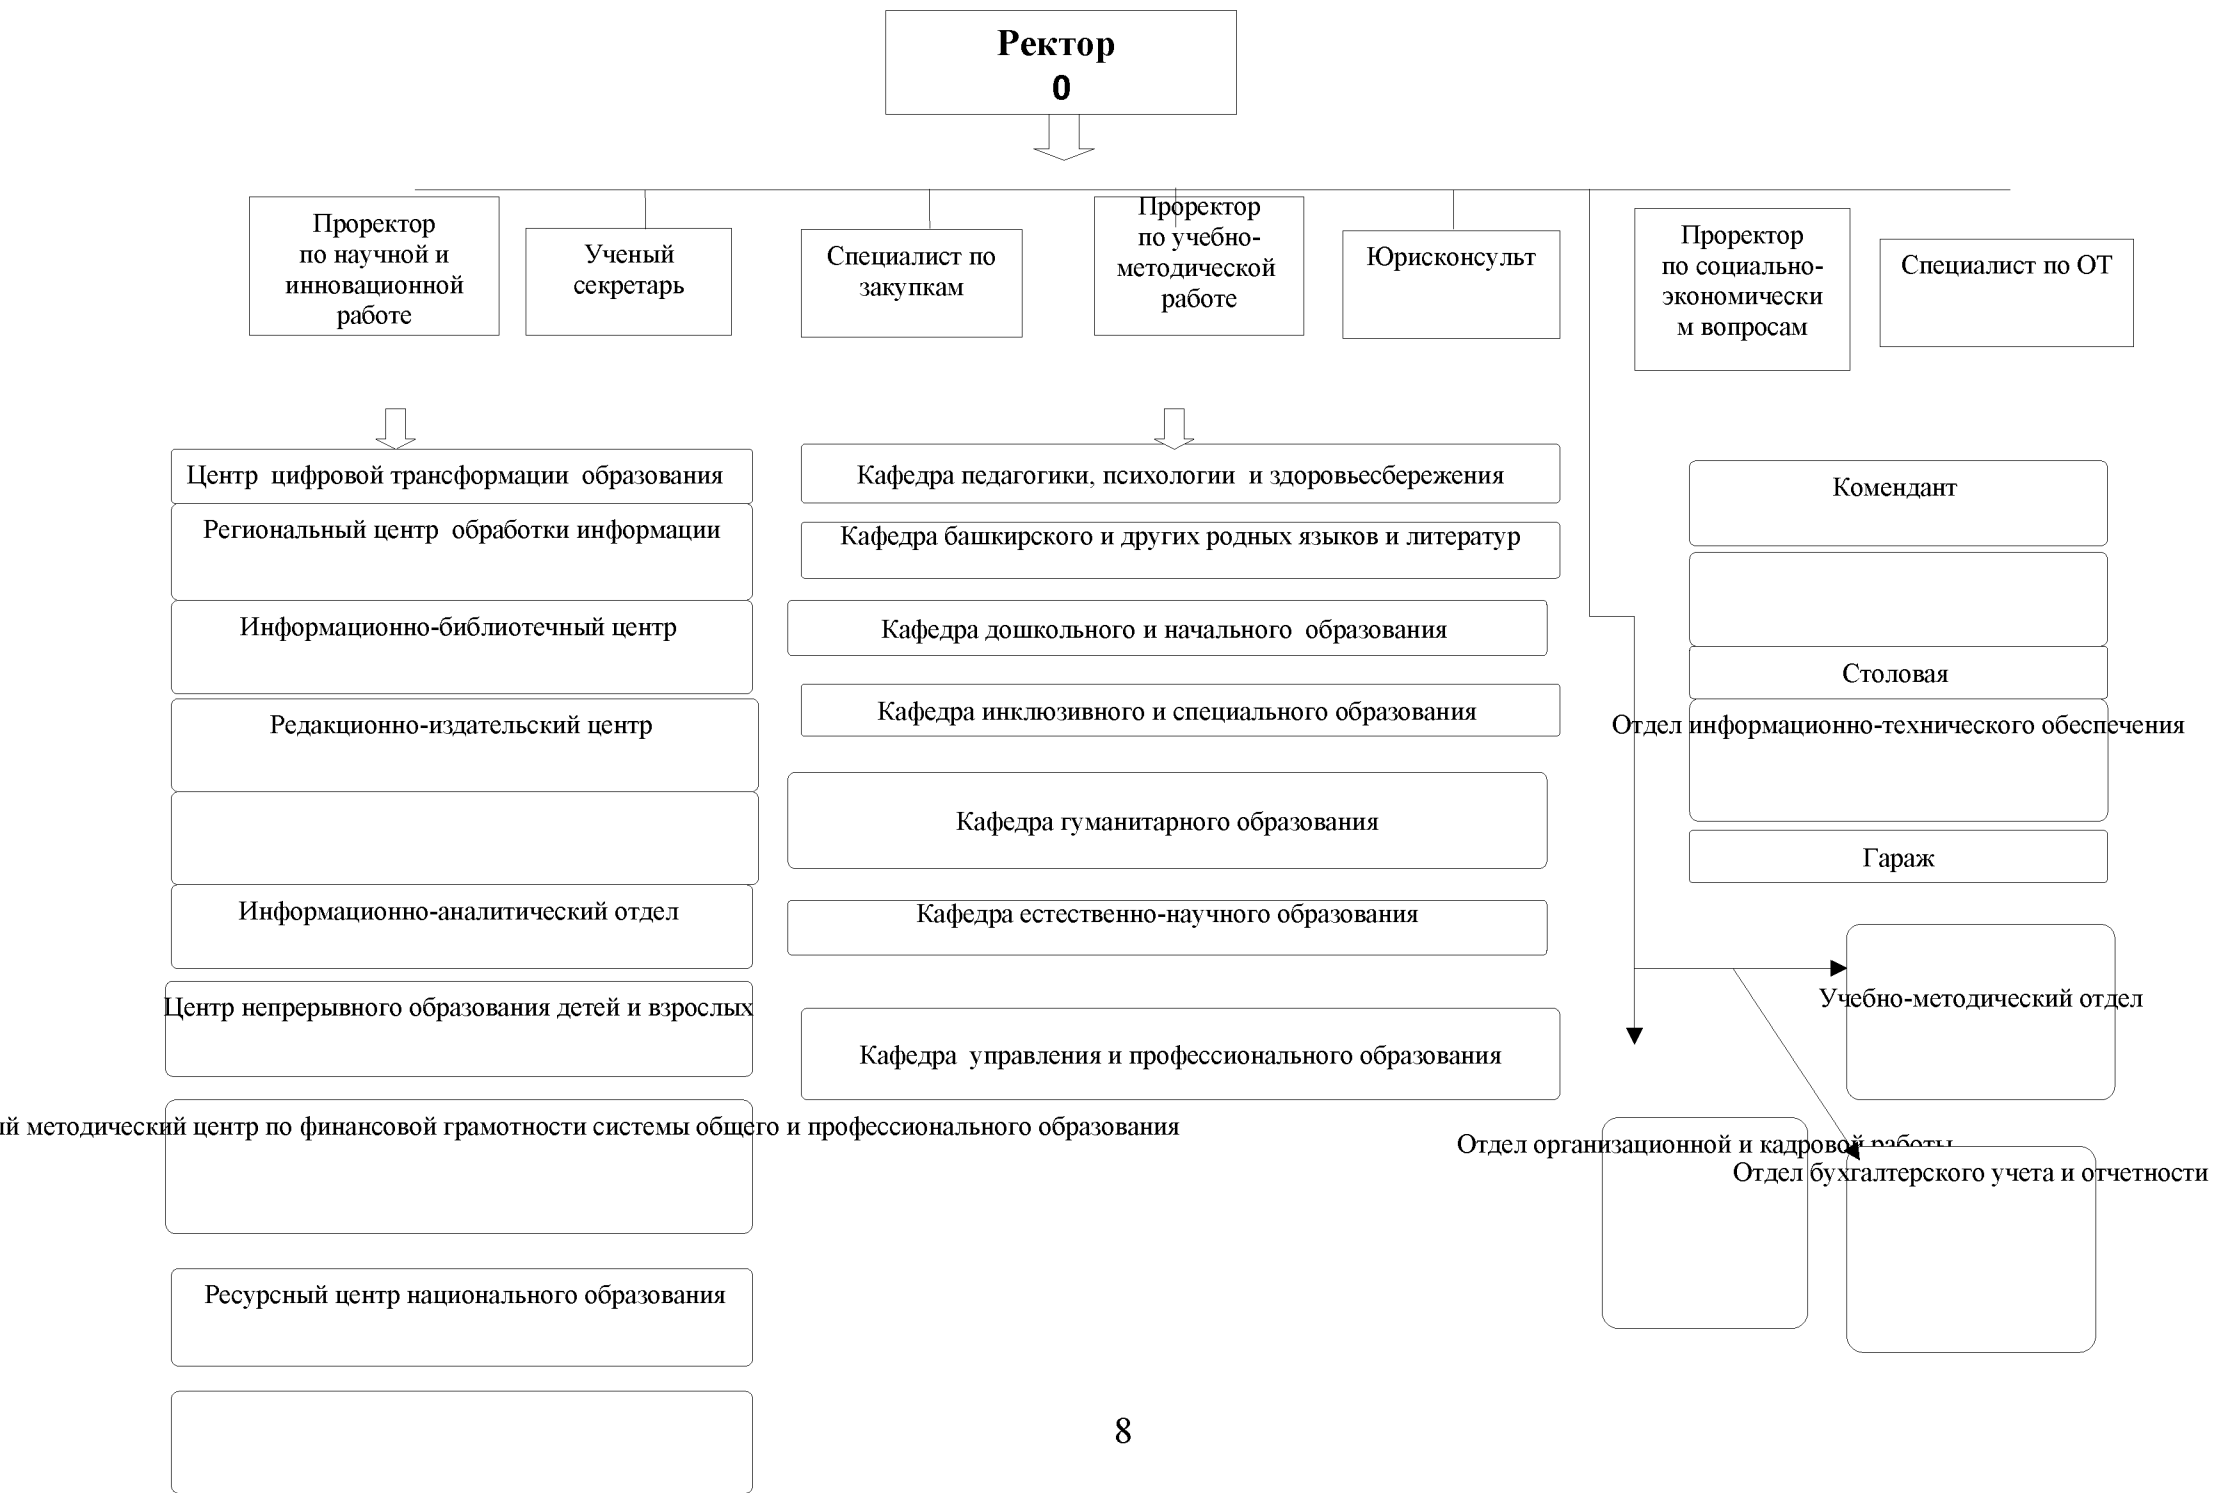 Ректор
0
Проректор
по научной и
инновационной
работе
Ученый
секретарь
Специалист по
закупкам
Проректор
по учебно-
методической
работе
Юрисконсульт
Проректор
по социально-
экономически
м вопросам
Специалист по ОТ
Центр цифровой трансформации образования
Региональный центр обработки информации
Информационно-библиотечный центр
Редакционно-издательский центр
Информационно-аналитический отдел
Центр непрерывного образования детей и взрослых
методический центр по финансовой грамотности системы общего и профессионального образования
Ресурсный центр национального образования
Кафедра педагогики, психологии и здоровьесбережения
Кафедра башкирского и других родных языков и литератур
Кафедра дошкольного и начального образования
Кафедра инклюзивного и специального образования
Кафедра гуманитарного образования
Кафедра естественно-научного образования
Кафедра управления и профессионального образования
Комендант
Столовая
Отдел информационно-технического обеспечения
Гараж
Учебно-методический отдел
Отдел организационной и кадровой работы
Отдел бухгалтерского учета и отчетности
8